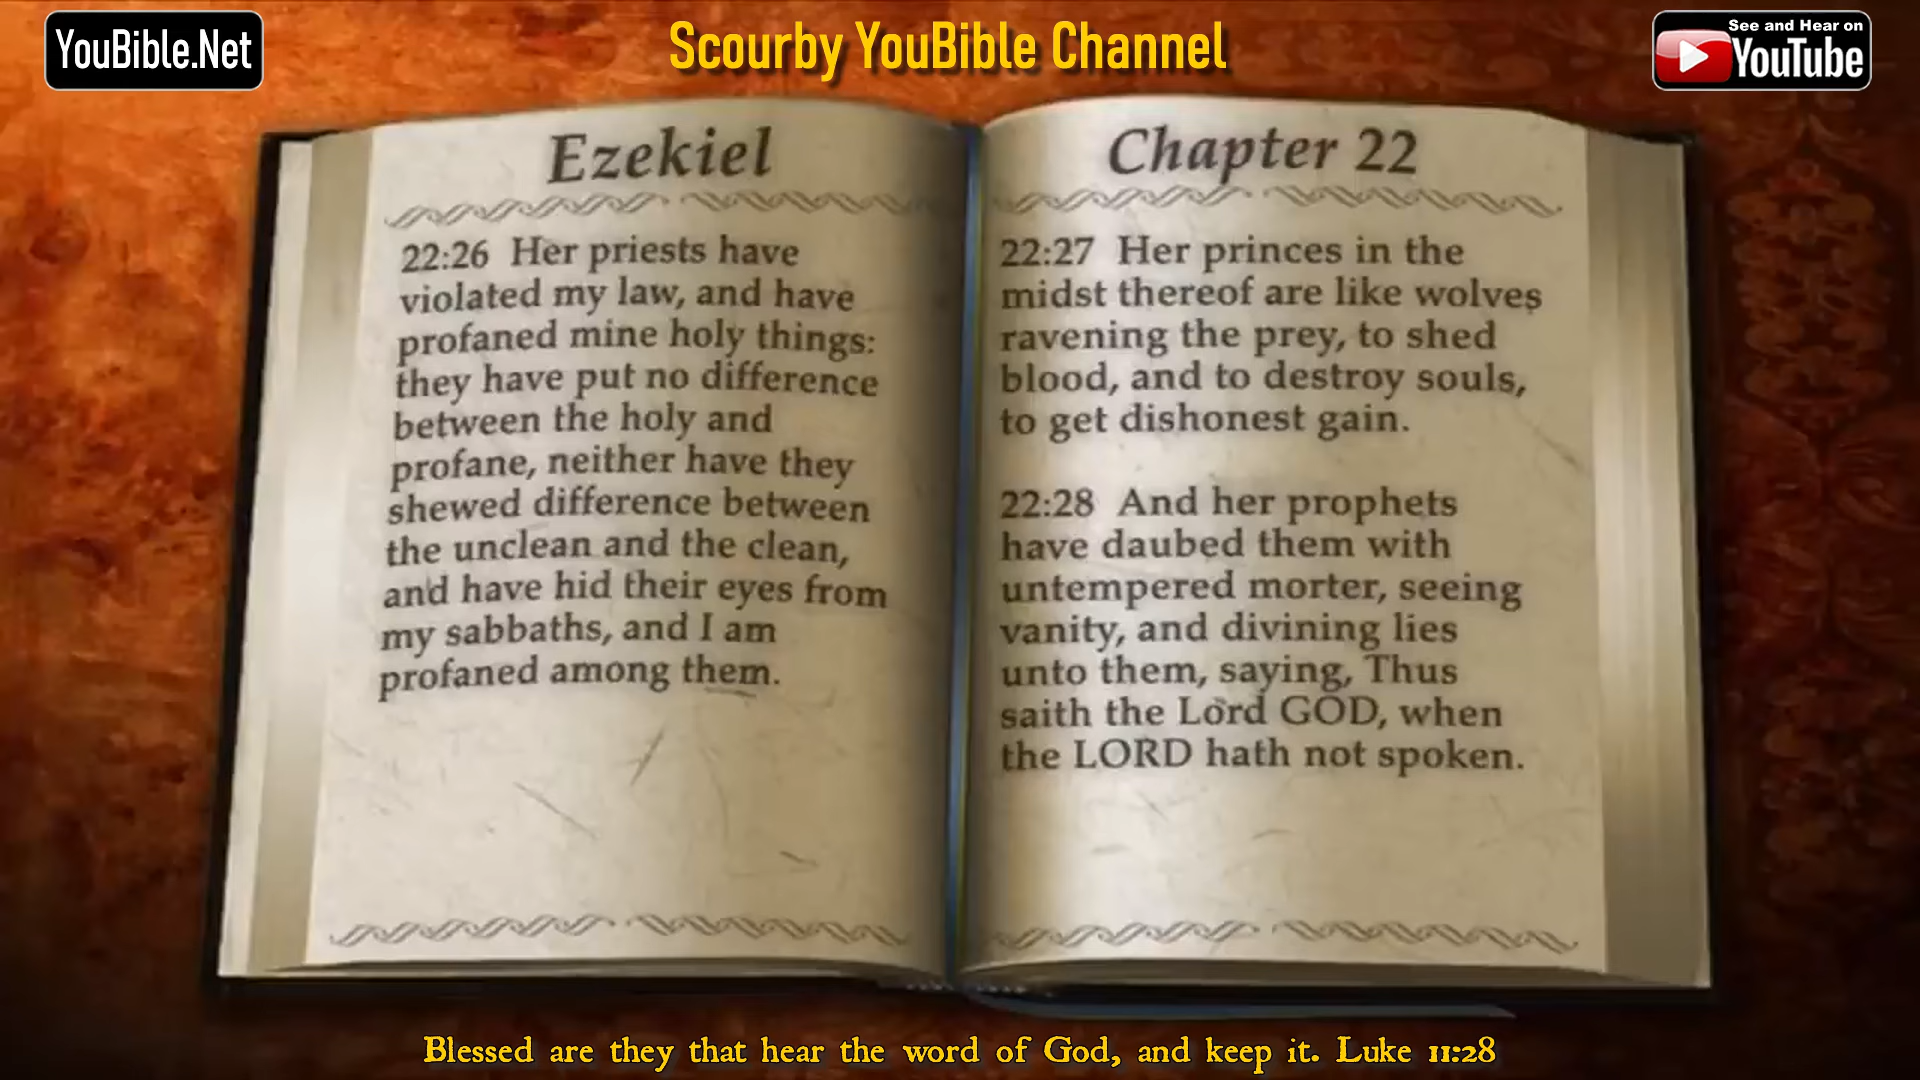 YouBible.Net
Scourby YouBible Channel
See and Hear on
YouTube
Ezekiel
22:26 Her priests have
violated my law, and have
profaned mine holy things:
they have put no difference
between the holy and
profane, neither have they
shewed difference between
the unclean and the clean,
and have hid their eyes from
my sabbaths, and I am
profaned among them.
Chapter 22
22:27 Her princes in the
midst thereof are like wolves
ravening the prey, to shed
blood, and to destroy souls,
to get dishonest gain.
22:28 And her prophets
have daubed them with
untempered morter, seeing
vanity, and divining lies
unto them, saying, Thus
saith the Lord GOD, when
the LORD hath not spoken.
Blessed are they that hear the word of God, and keep it. Luke 11:28